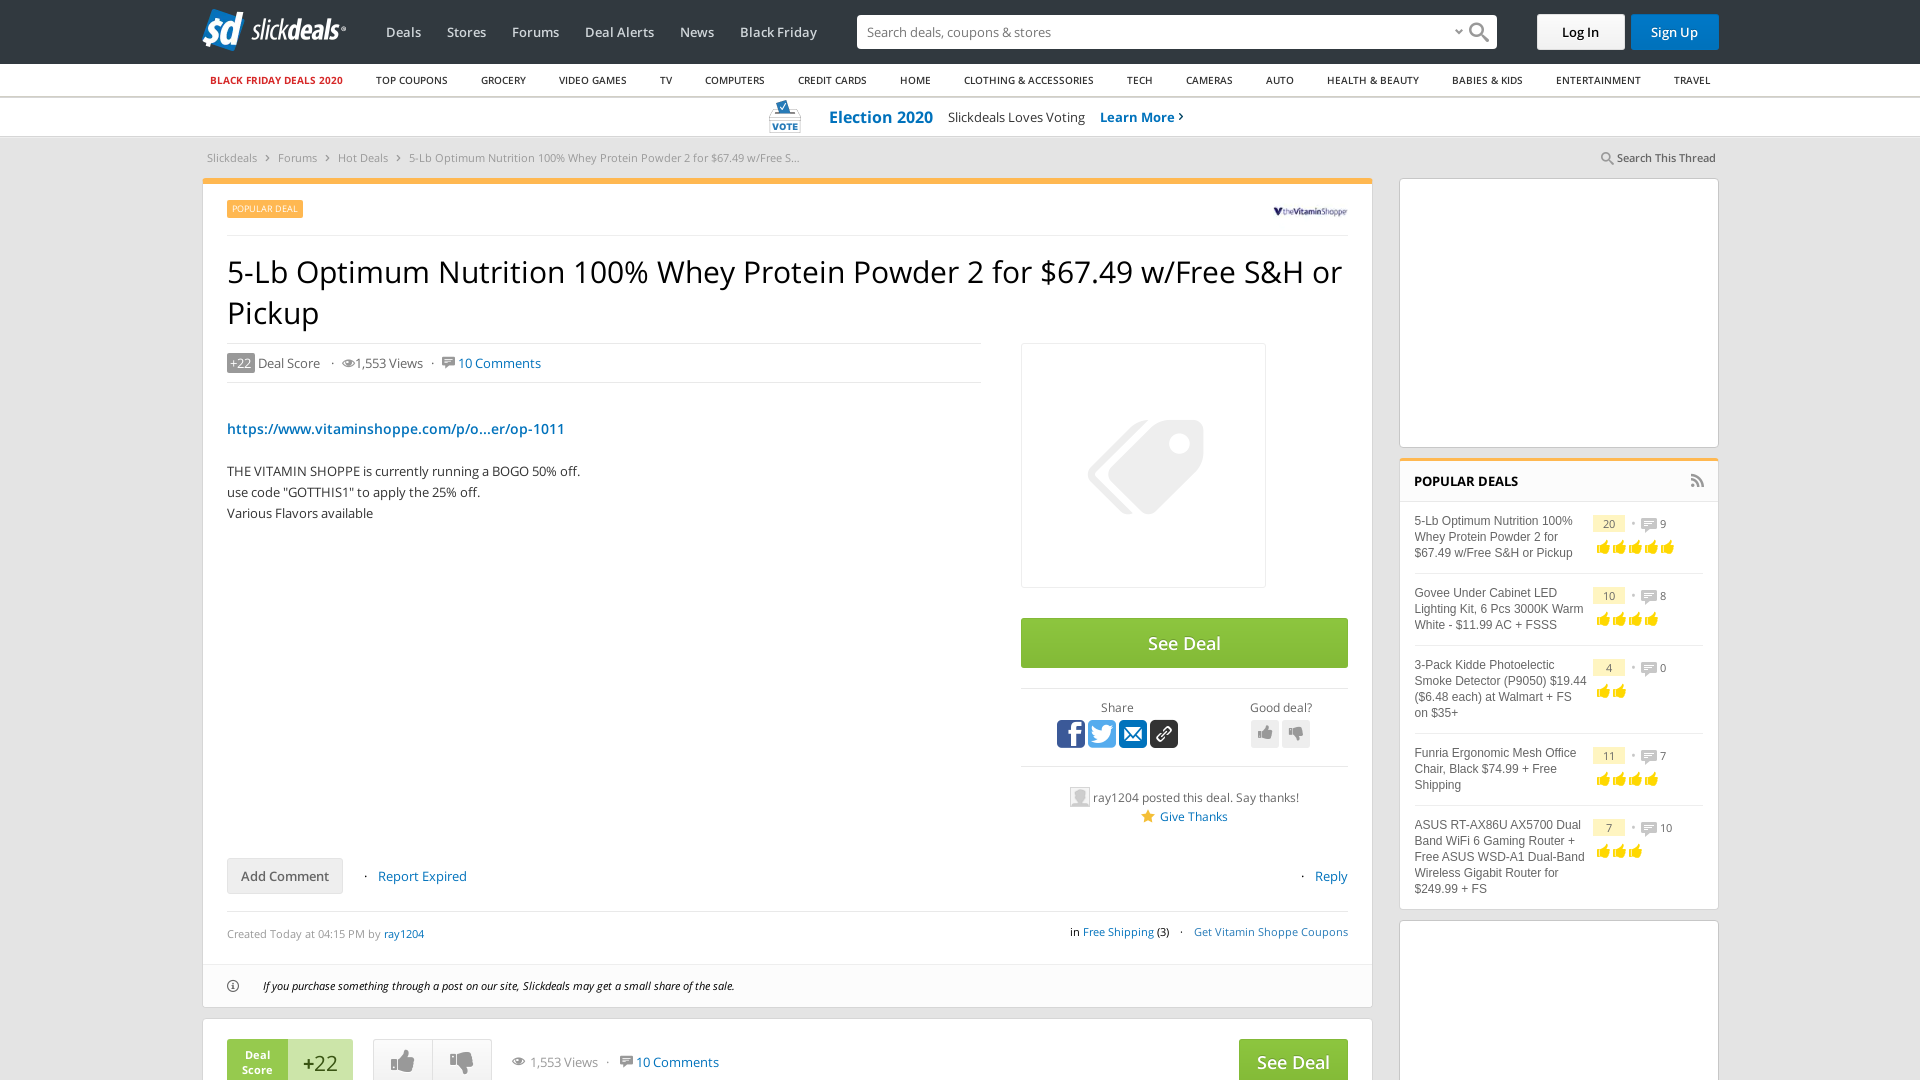 sd slickdeals
Deals Stores Forums Deal Alerts News Black Friday Search deals, coupons & stores Log In Sign Up
BLACK FRIDAY DEALS 2020 TOP COUPONS GROCERY VIDEO GAMES TV COMPUTERS CREDIT CARDS HOME CLOTHING & ACCESSORIES TECH CAMERAS AUTO HEALTH & BEAUTY BABIES & KIDS ENTERTAINMENT TRAVEL
VOTE Election 2020 Slickdeals Loves Voting Learn More
Slickdeals Forums Hot Deals 5-Lb Optimum Nutrition 100% Whey Protein Powder 2 for $67.49 w/Free S... Search This Thread
POPULAR DEAL
theVitaminShoppe
5-Lb Optimum Nutrition 100% Whey Protein Powder 2 for $67.49 w/Free S&H or
Pickup
+22 Deal Score · 1,553 Views · 10 Comments
https://www.vitaminshoppe.com/p/o...er/op-1011
THE VITAMIN SHOPPE is currently running a BOGO 50% off.
use code "GOTTHIS1" to apply the 25% off.
Various Flavors available
See Deal
Share Good deal?
ray1204 posted this deal. Say thanks!
Give Thanks
Add Comment · Report Expired · Reply
Created Today at 04:15 PM by ray1204 in Free Shipping (3) · Get Vitamin Shoppe Coupons
If you purchase something through a post on our site, Slickdeals may get a small share of the sale.
Deal
Score
+22
1,553 Views · 10 Comments See Deal
POPULAR DEALS
5-Lb Optimum Nutrition 100%
Whey Protein Powder 2 for
$67.49 w/Free S&H or Pickup
20 • 9
Govee Under Cabinet LED
Lighting Kit, 6 Pcs 3000K Warm
White - $11.99 AC + FSSS
10 • 8
3-Pack Kidde Photoelectic
Smoke Detector (P9050) $19.44
($6.48 each) at Walmart + FS
on $35+
4 • 0
Funria Ergonomic Mesh Office
Chair, Black $74.99 + Free
Shipping
11 • 7
ASUS RT-AX86U AX5700 Dual
Band WiFi 6 Gaming Router +
Free ASUS WSD-A1 Dual-Band
Wireless Gigabit Router for
$249.99 + FS
7 • 10